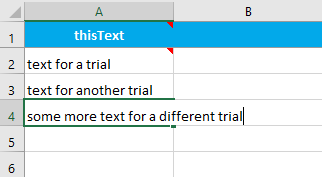 A B
1 thisText
2 text for a trial
3 text for another trial
4 some more text for a different trial
5
6